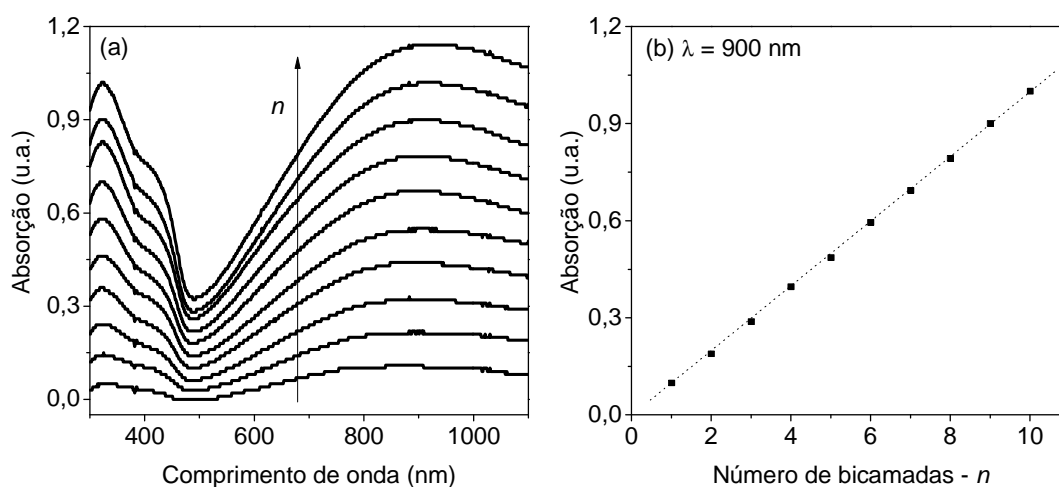 (a)
n
Absorção (u.a.)
1,2
0,9
0,6
0,3
0,0
400 600 800 1000
Comprimento de onda (nm)
(b) λ = 900 nm
Absorção (u.a.)
1,2
0,9
0,6
0,3
0,0
0 2 4 6 8 10
Número de bicamadas - n